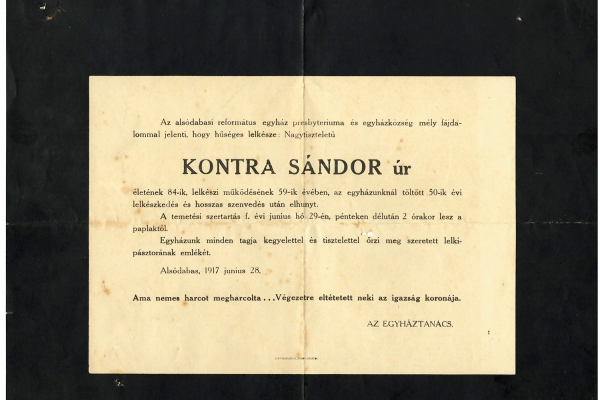 Az alsódabasi református egyház presbyteriuma és egyházközség mély fájda-
lommal jelenti, hogy hűséges lelkésze: Nagytiszteletű
KONTRA SÁNDOR úr
életének 84-ik, lelkészi működésének 59-ik évében, az egyházunknál töltött 50-ik évi
lelkészkedés és hosszas szenvedés után elhunyt.
A temetési szertartás f. évi junius hó 29-én, pénteken délután 2 órakor lesz a
paplaktól.
Egyházunk minden tagja kegyelettel és tisztelettel őrzi meg szeretett lelki-
pásztorának emlékét.
Alsódabas, 1917 junius 28.
Ama nemes harcot megharcolta . . . Végezetre eltétetett neki az igazság koronája.
AZ EGYHÁZTANÁCS.